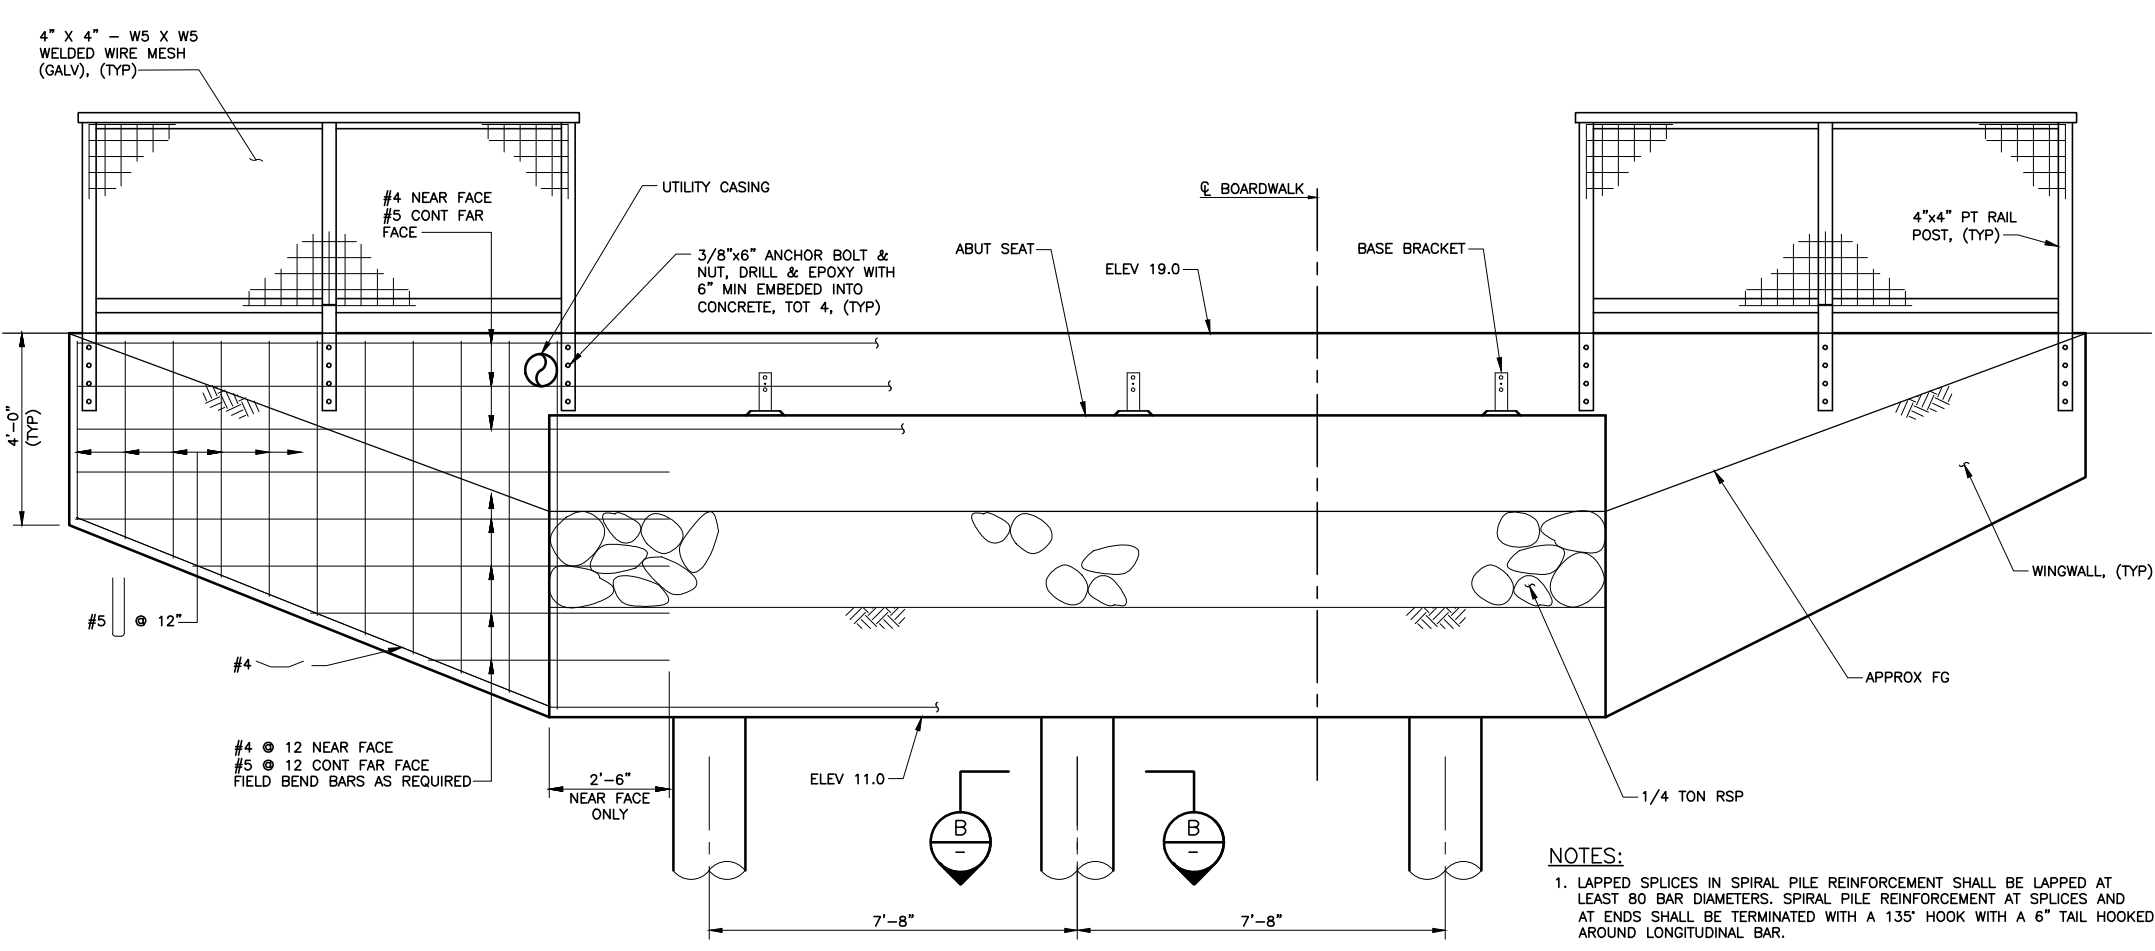 4" X 4" – W5 X W5
WELDED WIRE MESH
(GALV), (TYP)
#4 NEAR FACE
#5 CONT FAR
FACE
UTILITY CASING
3/8"x6" ANCHOR BOLT &
NUT, DRILL & EPOXY WITH
6" MIN EMBEDED INTO
CONCRETE, TOT 4, (TYP)
ABUT SEAT
ELEV 19.0
℄ BOARDWALK
BASE BRACKET
4"x4" PT RAIL
POST, (TYP)
4'-0"
(TYP)
#5 @ 12"
#4
#4 @ 12 NEAR FACE
#5 @ 12 CONT FAR FACE
FIELD BEND BARS AS REQUIRED
2'-6"
NEAR FACE
ONLY
ELEV 11.0
B
-
B
-
7'-8"
7'-8"
WINGWALL, (TYP)
APPROX FG
1/4 TON RSP
NOTES:
1. LAPPED SPLICES IN SPIRAL PILE REINFORCEMENT SHALL BE LAPPED AT
LEAST 80 BAR DIAMETERS. SPIRAL PILE REINFORCEMENT AT SPLICES AND
AT ENDS SHALL BE TERMINATED WITH A 135° HOOK WITH A 6" TAIL HOOKED
AROUND LONGITUDINAL BAR.